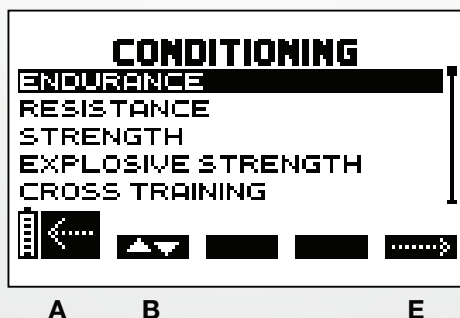 CONDITIONING
ENDURANCE
RESISTANCE
STRENGTH
EXPLOSIVE STRENGTH
CROSS TRAINING
A B E